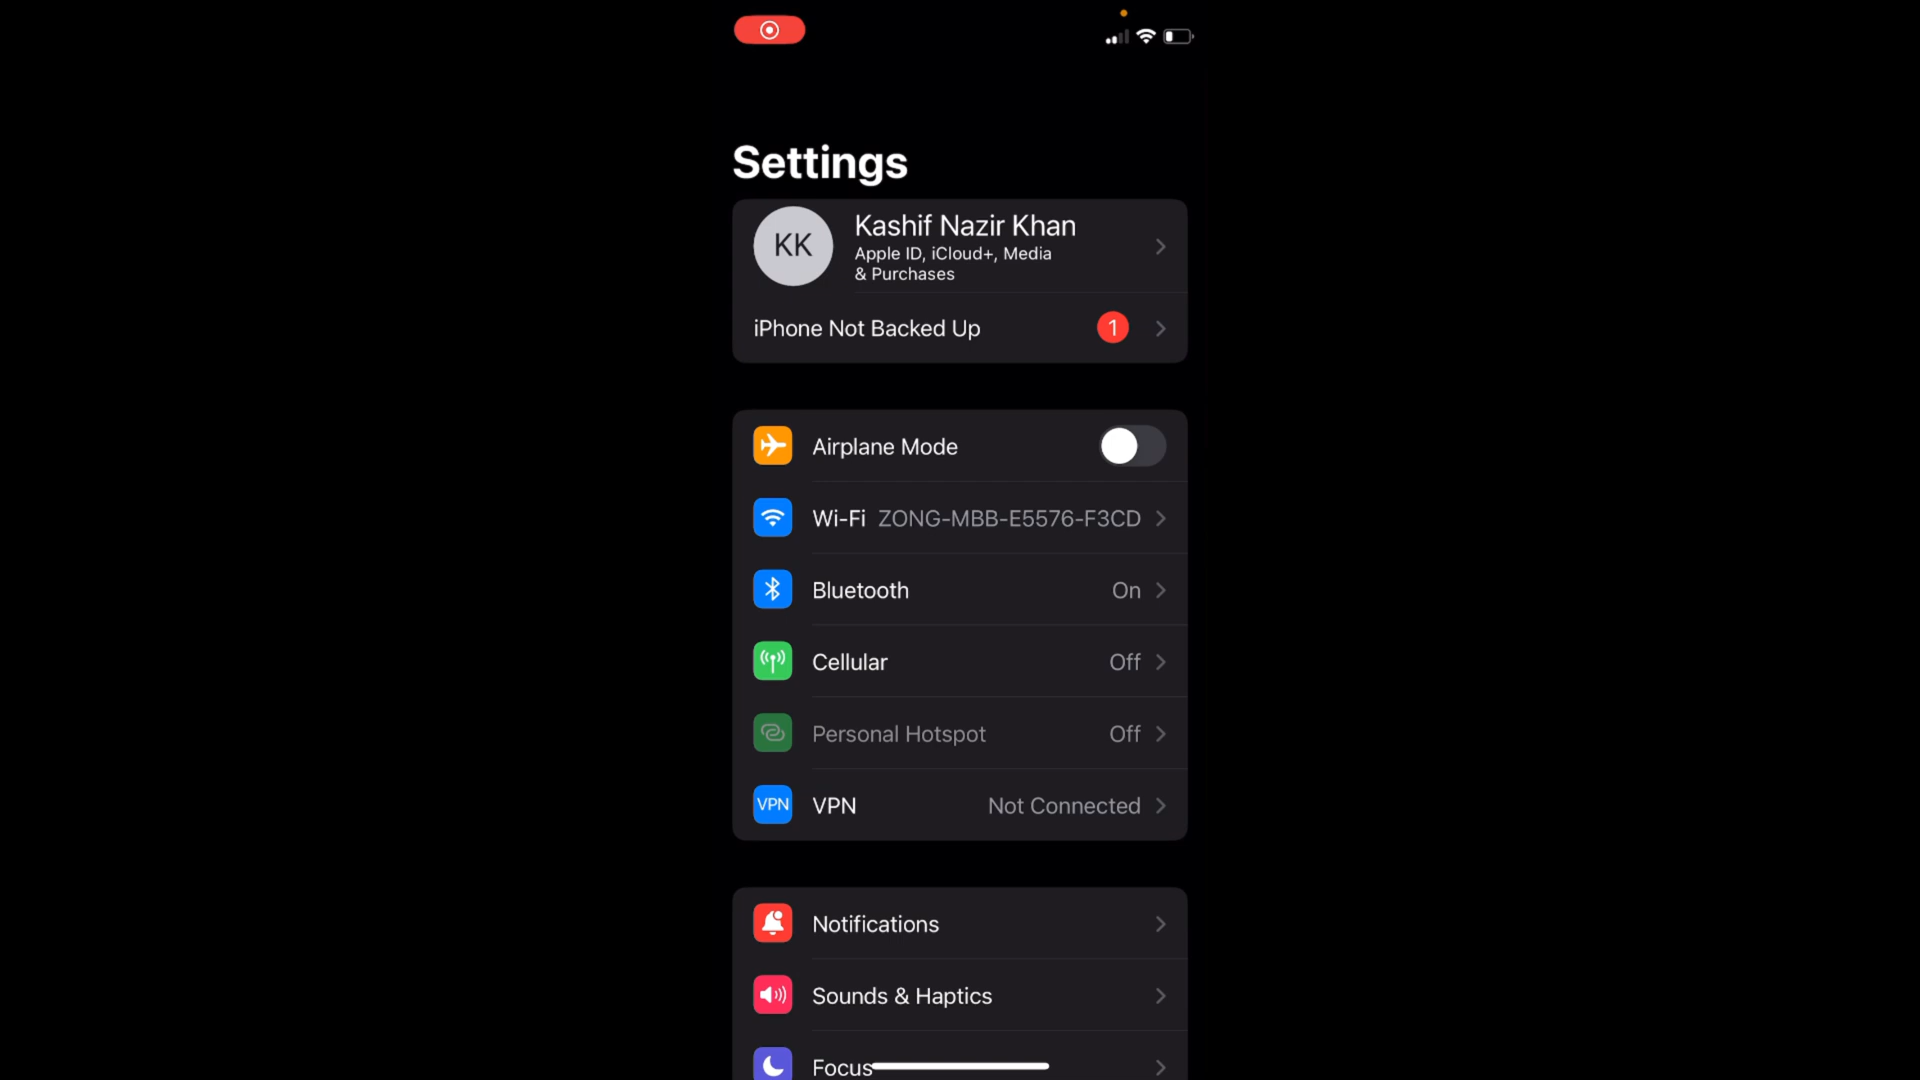 Settings
KK
Kashif Nazir Khan
Apple ID, iCloud+, Media
& Purchases
iPhone Not Backed Up 1
Airplane Mode
Wi-Fi ZONG-MBB-E5576-F3CD
Bluetooth On
Cellular Off
Personal Hotspot Off
VPN VPN Not Connected
Notifications
Sounds & Haptics
Focus